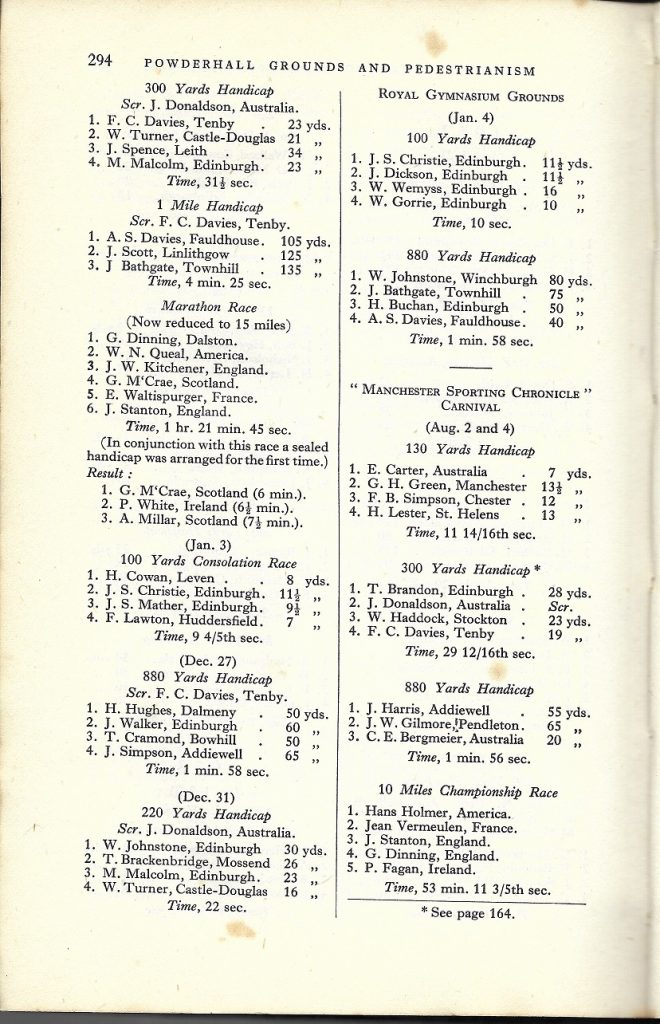 294 POWDERHALL GROUNDS AND PEDESTRIANISM
300 Yards Handicap
Scr. J. Donaldson, Australia.
1. F. C. Davies, Tenby . 23 yds.
2. W. Turner, Castle-Douglas 21 „
3. J. Spence, Leith . . 34 „
4. M. Malcolm, Edinburgh. 23 „
Time, 31½ sec.
1 Mile Handicap
Scr. F. C. Davies, Tenby.
1. A. S. Davies, Fauldhouse. 105 yds.
2. J. Scott, Linlithgow . 125 „
3. J Bathgate, Townhill . 135 „
Time, 4 min. 25 sec.
Marathon Race
(Now reduced to 15 miles)
1. G. Dinning, Dalston.
2. W. N. Queal, America.
3. J. W. Kitchener, England.
4. G. M‘Crae, Scotland.
5. E. Waltispurger, France.
6. J. Stanton, England.
Time, 1 hr. 21 min. 45 sec.
(In conjunction with this race a sealed
handicap was arranged for the first time.)
Result :
1. G. M‘Crae, Scotland (6 min.).
2. P. White, Ireland (6½ min.).
3. A. Millar, Scotland (7½ min.).
(Jan. 3)
100 Yards Consolation Race
1. H. Cowan, Leven . . 8 yds.
2. J. S. Christie, Edinburgh. 11½ „
3. J. S. Mather, Edinburgh. 9½ „
4. F. Lawton, Huddersfield. 7 „
Time, 9 4/5th sec.
(Dec. 27)
880 Yards Handicap
Scr. F. C. Davies, Tenby.
1. H. Hughes, Dalmeny . 50 yds.
2. J. Walker, Edinburgh . 60 „
3. T. Cramond, Bowhill . 50 „
4. J. Simpson, Addiewell . 65 „
Time, 1 min. 58 sec.
(Dec. 31)
220 Yards Handicap
Scr. J. Donaldson, Australia.
1. W. Johnstone, Edinburgh 30 yds.
2. T. Brackenbridge, Mossend 26 „
3. M. Malcolm, Edinburgh. 23 „
4. W. Turner, Castle-Douglas 16 „
Time, 22 sec.
ROYAL GYMNASIUM GROUNDS
(Jan. 4)
100 Yards Handicap
1. J. S. Christie, Edinburgh. 11½ yds.
2. J. Dickson, Edinburgh . 11½ „
3. W. Wemyss, Edinburgh . 16 „
4. W. Gorrie, Edinburgh . 10 „
Time, 10 sec.
880 Yards Handicap
1. W. Johnstone, Winchburgh 80 yds.
2. J. Bathgate, Townhill . 75 „
3. H. Buchan, Edinburgh . 50 „
4. A. S. Davies, Fauldhouse. 40 „
Time, 1 min. 58 sec.
“ MANCHESTER SPORTING CHRONICLE ”
CARNIVAL
(Aug. 2 and 4)
130 Yards Handicap
1. E. Carter, Australia . 7 yds.
2. G. H. Green, Manchester 13½ „
3. F. B. Simpson, Chester . 12 „
4. H. Lester, St. Helens . 13 „
Time, 11 14/16th sec.
300 Yards Handicap *
1. T. Brandon, Edinburgh . 28 yds.
2. J. Donaldson, Australia . Scr.
3. W. Haddock, Stockton . 23 yds.
4. F. C. Davies, Tenby . 19 „
Time, 29 12/16th sec.
880 Yards Handicap
1. J. Harris, Addiewell . 55 yds.
2. J. W. Gilmore, Pendleton. 65 „
3. C. E. Bergmeier, Australia 20 „
Time, 1 min. 56 sec.
10 Miles Championship Race
1. Hans Holmer, America.
2. Jean Vermeulen, France.
3. J. Stanton, England.
4. G. Dinning, England.
5. P. Fagan, Ireland.
Time, 53 min. 11 3/5th sec.
* See page 164.